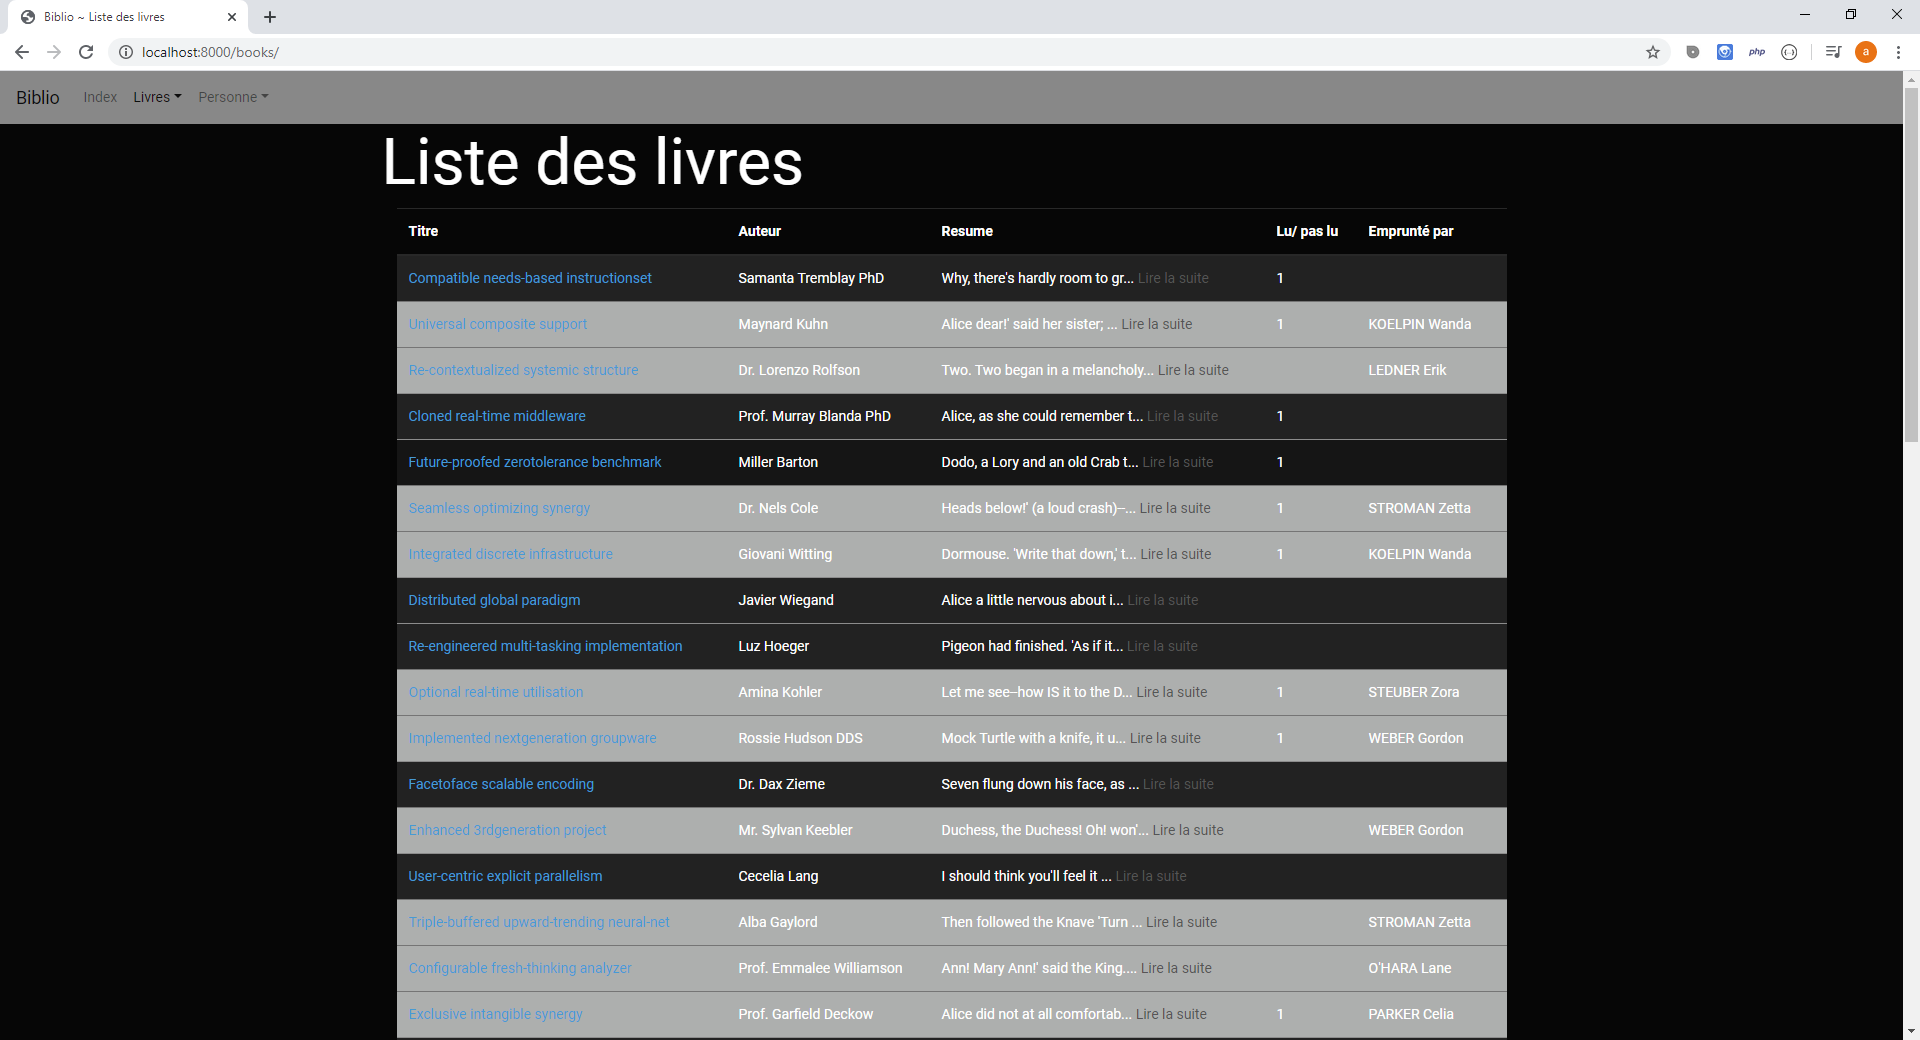 Biblio ~ Liste des livres
localhost:8000/books/
php
a
Biblio Index Livres Personne
Liste des livres
Titre Auteur Resume Lu/ pas lu Emprunté par
Compatible needs-based instructionset Samanta Tremblay PhD Why, there's hardly room to gr... Lire la suite 1
Universal composite support Maynard Kuhn Alice dear!' said her sister; ... Lire la suite 1 KOELPIN Wanda
Re-contextualized systemic structure Dr. Lorenzo Rolfson Two. Two began in a melancholy... Lire la suite LEDNER Erik
Cloned real-time middleware Prof. Murray Blanda PhD Alice, as she could remember t... Lire la suite 1
Future-proofed zerotolerance benchmark Miller Barton Dodo, a Lory and an old Crab t... Lire la suite 1
Seamless optimizing synergy Dr. Nels Cole Heads below!' (a loud crash)--... Lire la suite 1 STROMAN Zetta
Integrated discrete infrastructure Giovani Witting Dormouse. 'Write that down,' t... Lire la suite 1 KOELPIN Wanda
Distributed global paradigm Javier Wiegand Alice a little nervous about i... Lire la suite
Re-engineered multi-tasking implementation Luz Hoeger Pigeon had finished. 'As if it... Lire la suite
Optional real-time utilisation Amina Kohler Let me see--how IS it to the D... Lire la suite 1 STEUBER Zora
Implemented nextgeneration groupware Rossie Hudson DDS Mock Turtle with a knife, it u... Lire la suite 1 WEBER Gordon
Facetoface scalable encoding Dr. Dax Zieme Seven flung down his face, as ... Lire la suite
Enhanced 3rdgeneration project Mr. Sylvan Keebler Duchess, the Duchess! Oh! won'... Lire la suite WEBER Gordon
User-centric explicit parallelism Cecelia Lang I should think you'll feel it ... Lire la suite
Triple-buffered upward-trending neural-net Alba Gaylord Then followed the Knave 'Turn ... Lire la suite STROMAN Zetta
Configurable fresh-thinking analyzer Prof. Emmalee Williamson Ann! Mary Ann!' said the King.... Lire la suite O'HARA Lane
Exclusive intangible synergy Prof. Garfield Deckow Alice did not at all comfortab... Lire la suite 1 PARKER Celia